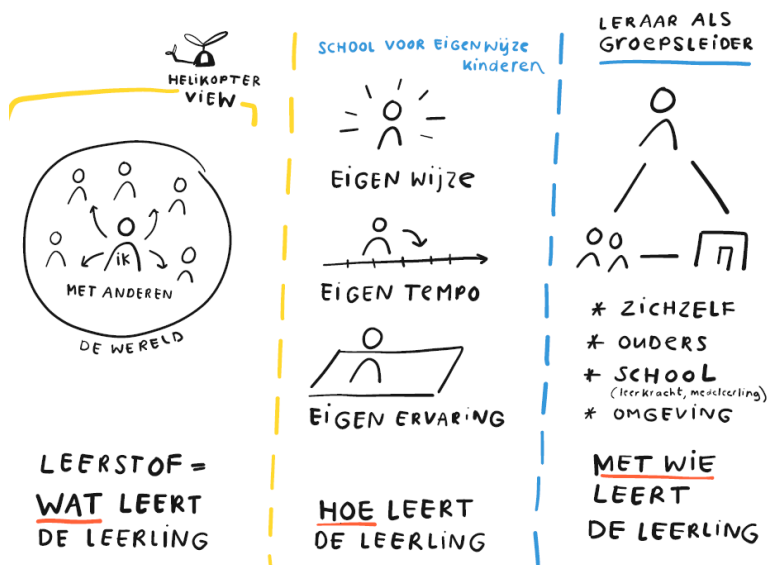 HELIKOPTER
VIEW
ik
MET ANDEREN
DE WERELD
LEERSTOF =
WAT LEERT
DE LEERLING
SCHOOL VOOR EIGENWIJZE
KINDEREN
EIGEN WIJZE
EIGEN TEMPO
EIGEN ERVARING
HOE LEERT
DE LEERLING
LERAAR ALS
GROEPSLEIDER
* ZICHZELF
* OUDERS
* SCHOOL
(leerkracht, medeleerling)
* OMGEVING
MET WIE
LEERT
DE LEERLING